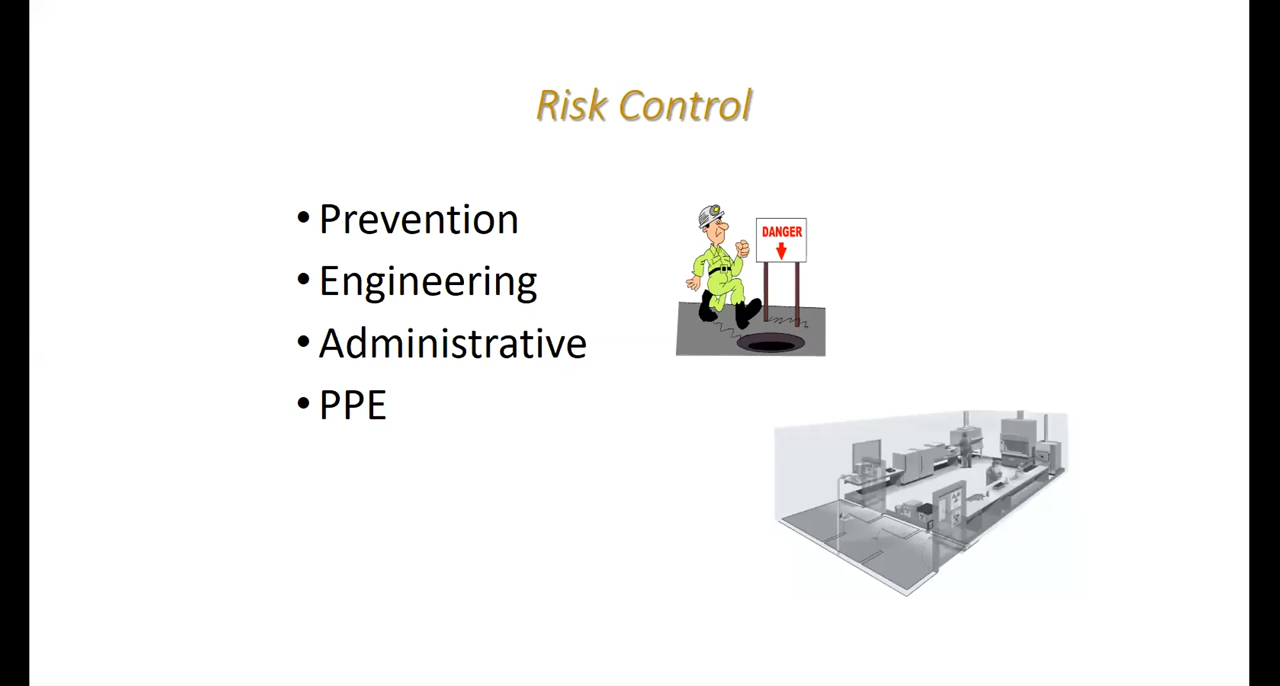 Risk Control
• Prevention
• Engineering
• Administrative
• PPE
DANGER